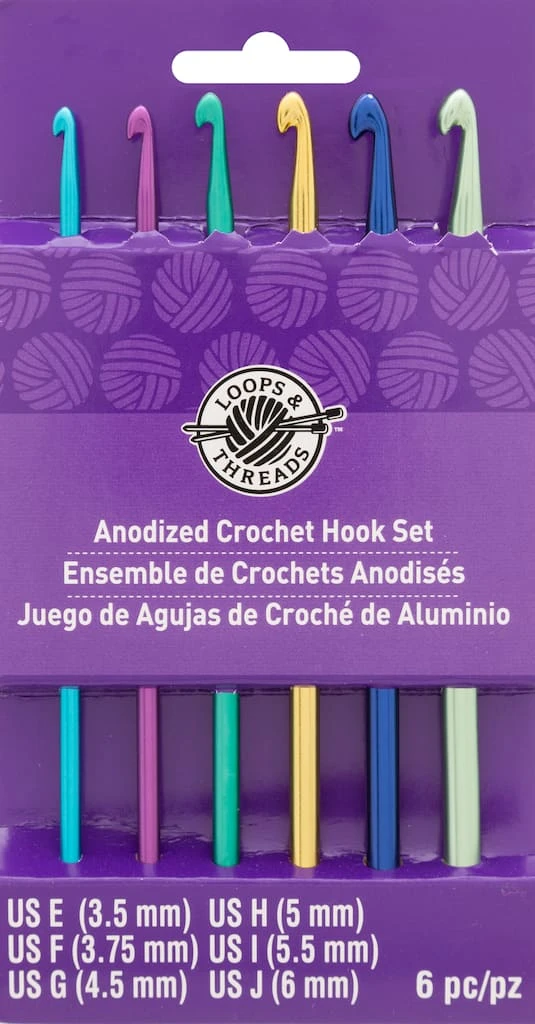 LOOPS &
THREADS
™
Anodized Crochet Hook Set
Ensemble de Crochets Anodisés
Juego de Agujas de Croché de Aluminio
US E (3.5 mm) US H (5 mm)
US F (3.75 mm) US I (5.5 mm)
US G (4.5 mm) US J (6 mm) 6 pc/pz